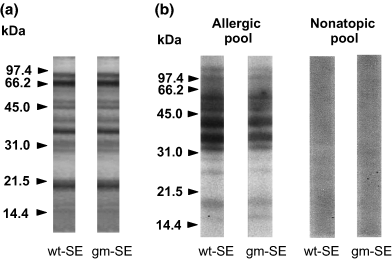 (a)
kDa
97.4
66.2
45.0
31.0
21.5
14.4
wt-SE gm-SE
(b)
Allergic pool
Nonatopic pool
kDa
97.4
66.2
45.0
31.0
21.5
14.4
wt-SE gm-SE wt-SE gm-SE